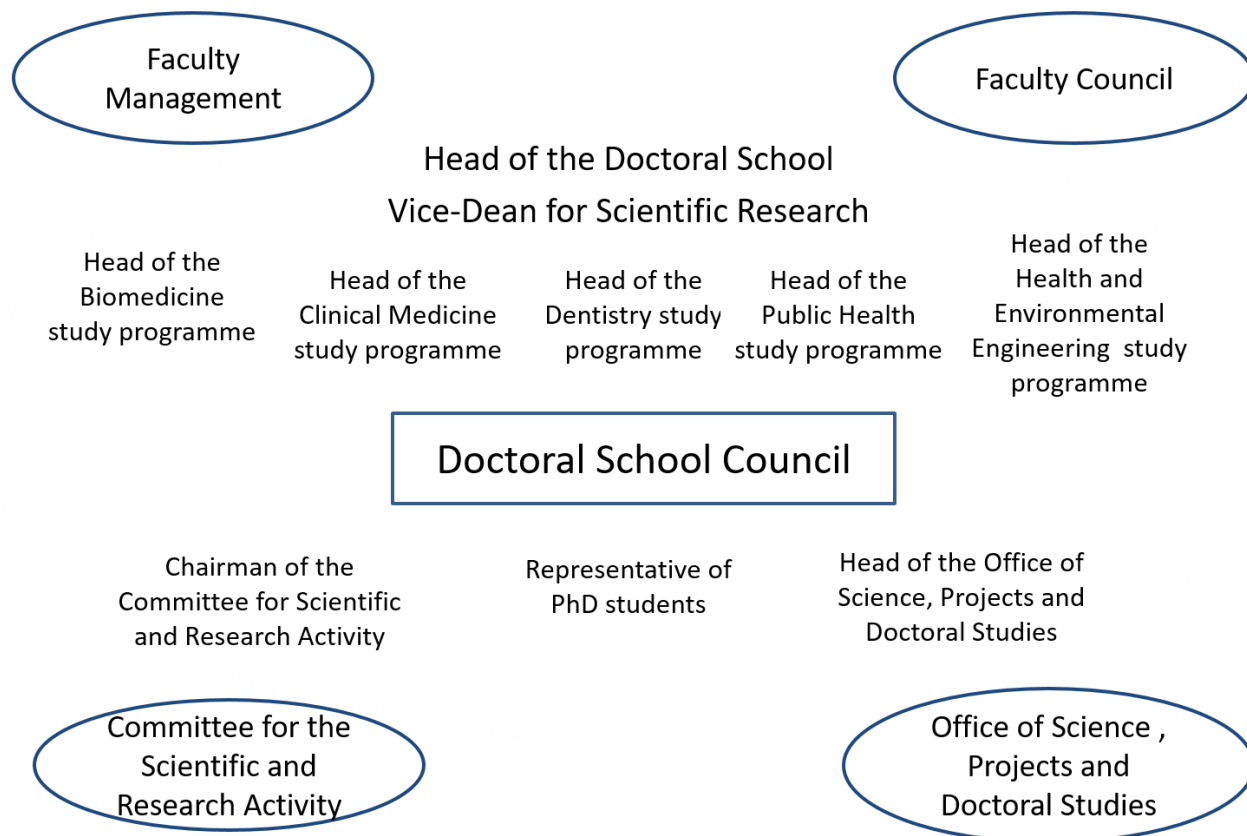 Faculty
Management
Faculty Council
Head of the Doctoral School
Vice-Dean for Scientific Research
Head of the
Biomedicine
study programme
Head of the
Clinical Medicine
study programme
Head of the
Dentistry study
programme
Head of the
Public Health
study programme
Head of the
Health and
Environmental
Engineering  study
programme
Doctoral School Council
Chairman of the
Committee for Scientific
and Research Activity
Representative of
PhD students
Head of the Office of
Science, Projects and
Doctoral Studies
Committee for the
Scientific and
Research Activity
Office of Science ,
Projects and
Doctoral Studies